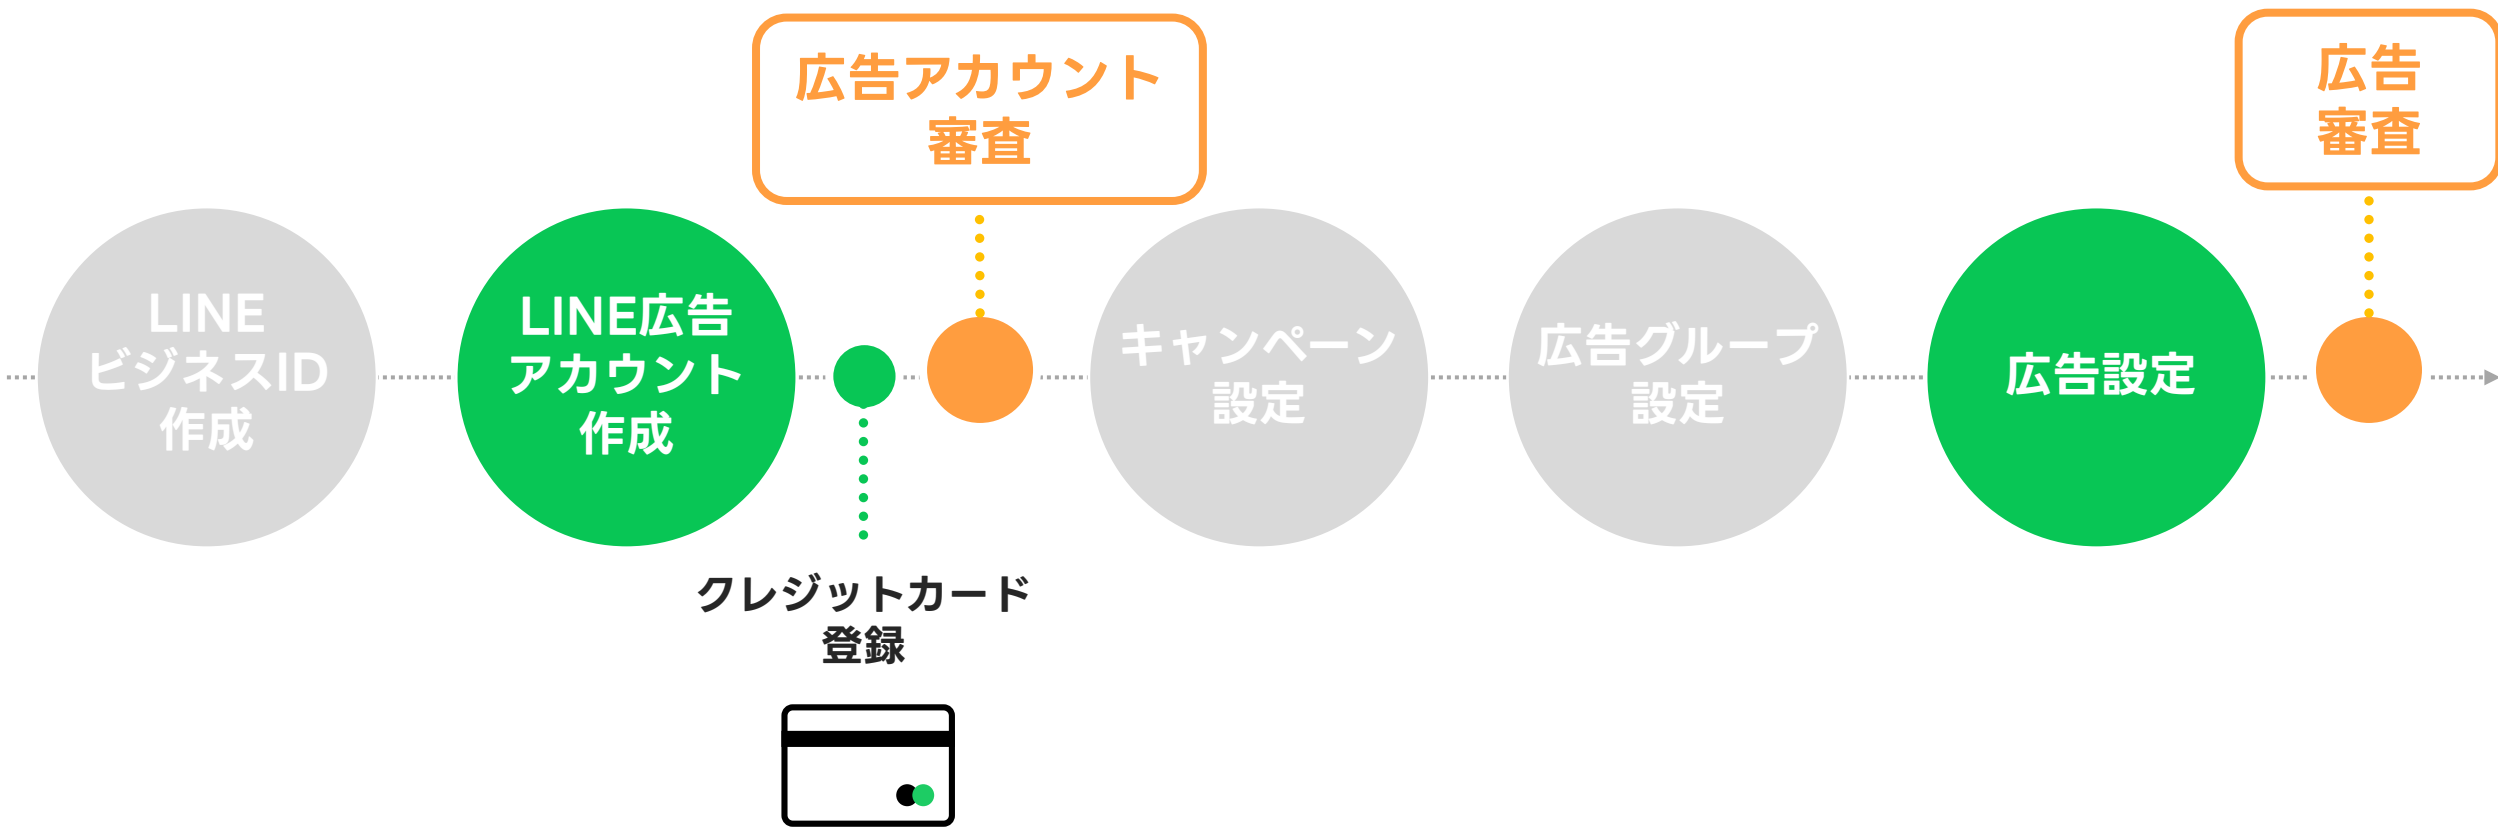 LINE
ビジネスID
作成
LINE広告
アカウント
作成
広告アカウント
審査
クレジットカード
登録
キャンペーン
設定
広告グループ
設定
広告設定
広告
審査